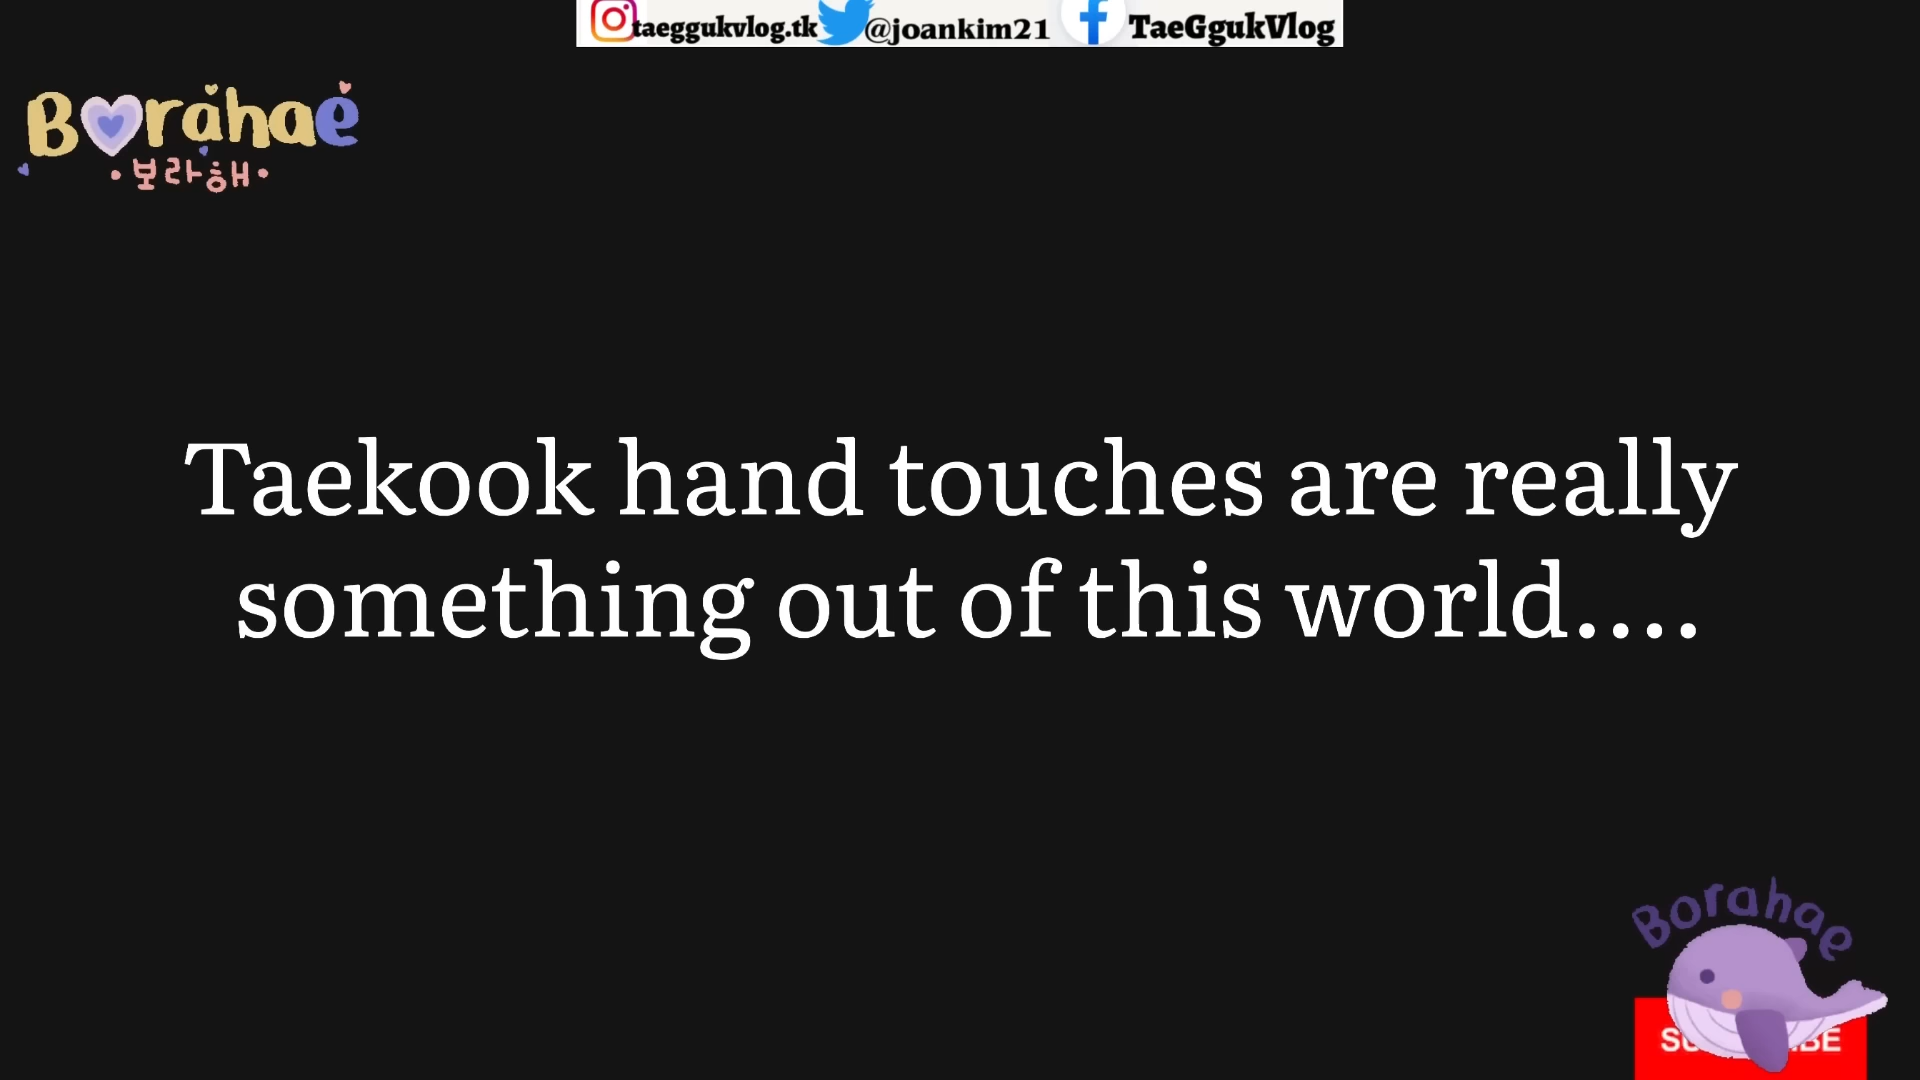 taeggukvlog.tk @joankim21 TaeGgukVlog
Borahae
보라해
Taekook hand touches are really
something out of this world....
Borahae